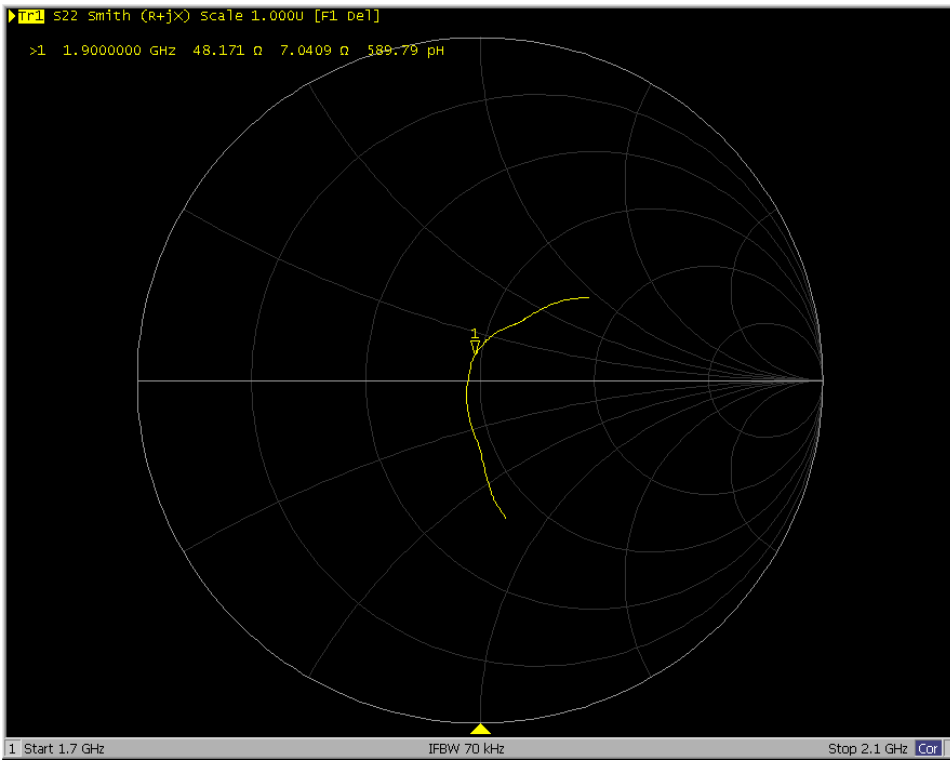 Tr1 S22 Smith (R+jX) Scale 1.000U [F1 Del]
>1 1.9000000 GHz 48.171 Ω 7.0409 Ω 589.79 pH
1
1 Start 1.7 GHz IFBW 70 kHz Stop 2.1 GHz Cor